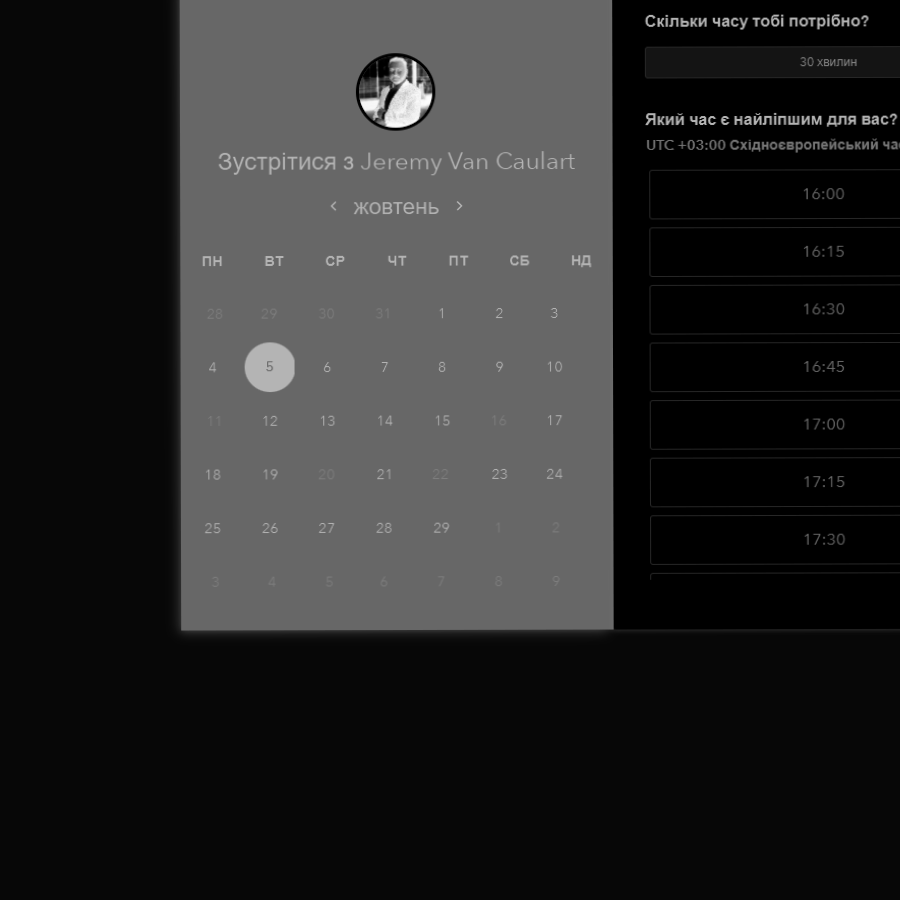 Зустрітися з Jeremy Van Caulart
жовтень
ПН ВТ СР ЧТ ПТ СБ НД
28 29 30 31 1 2 3
4 5 6 7 8 9 10
11 12 13 14 15 16 17
18 19 20 21 22 23 24
25 26 27 28 29 1 2
3 4 5 6 7 8 9
Скільки часу тобі потрібно?
30 хвилин
Який час є найліпшим для вас?
UTC +03:00 Східноєвропейський
16:00
16:15
16:30
16:45
17:00
17:15
17:30